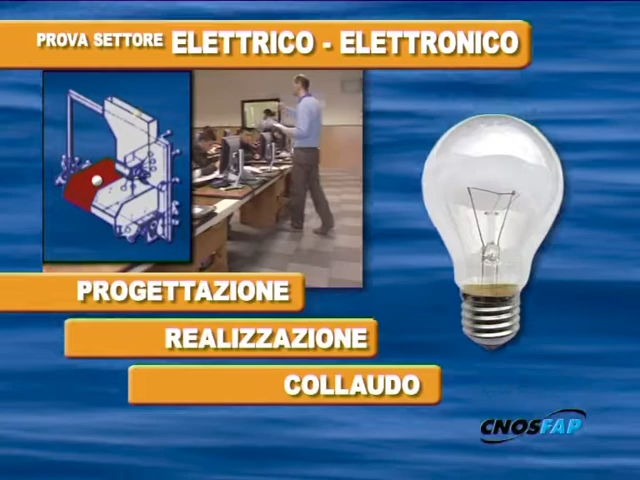 PROVA SETTORE ELETTRICO - ELETTRONICO
PROGETTAZIONE
REALIZZAZIONE
COLLAUDO
CNOSFAP